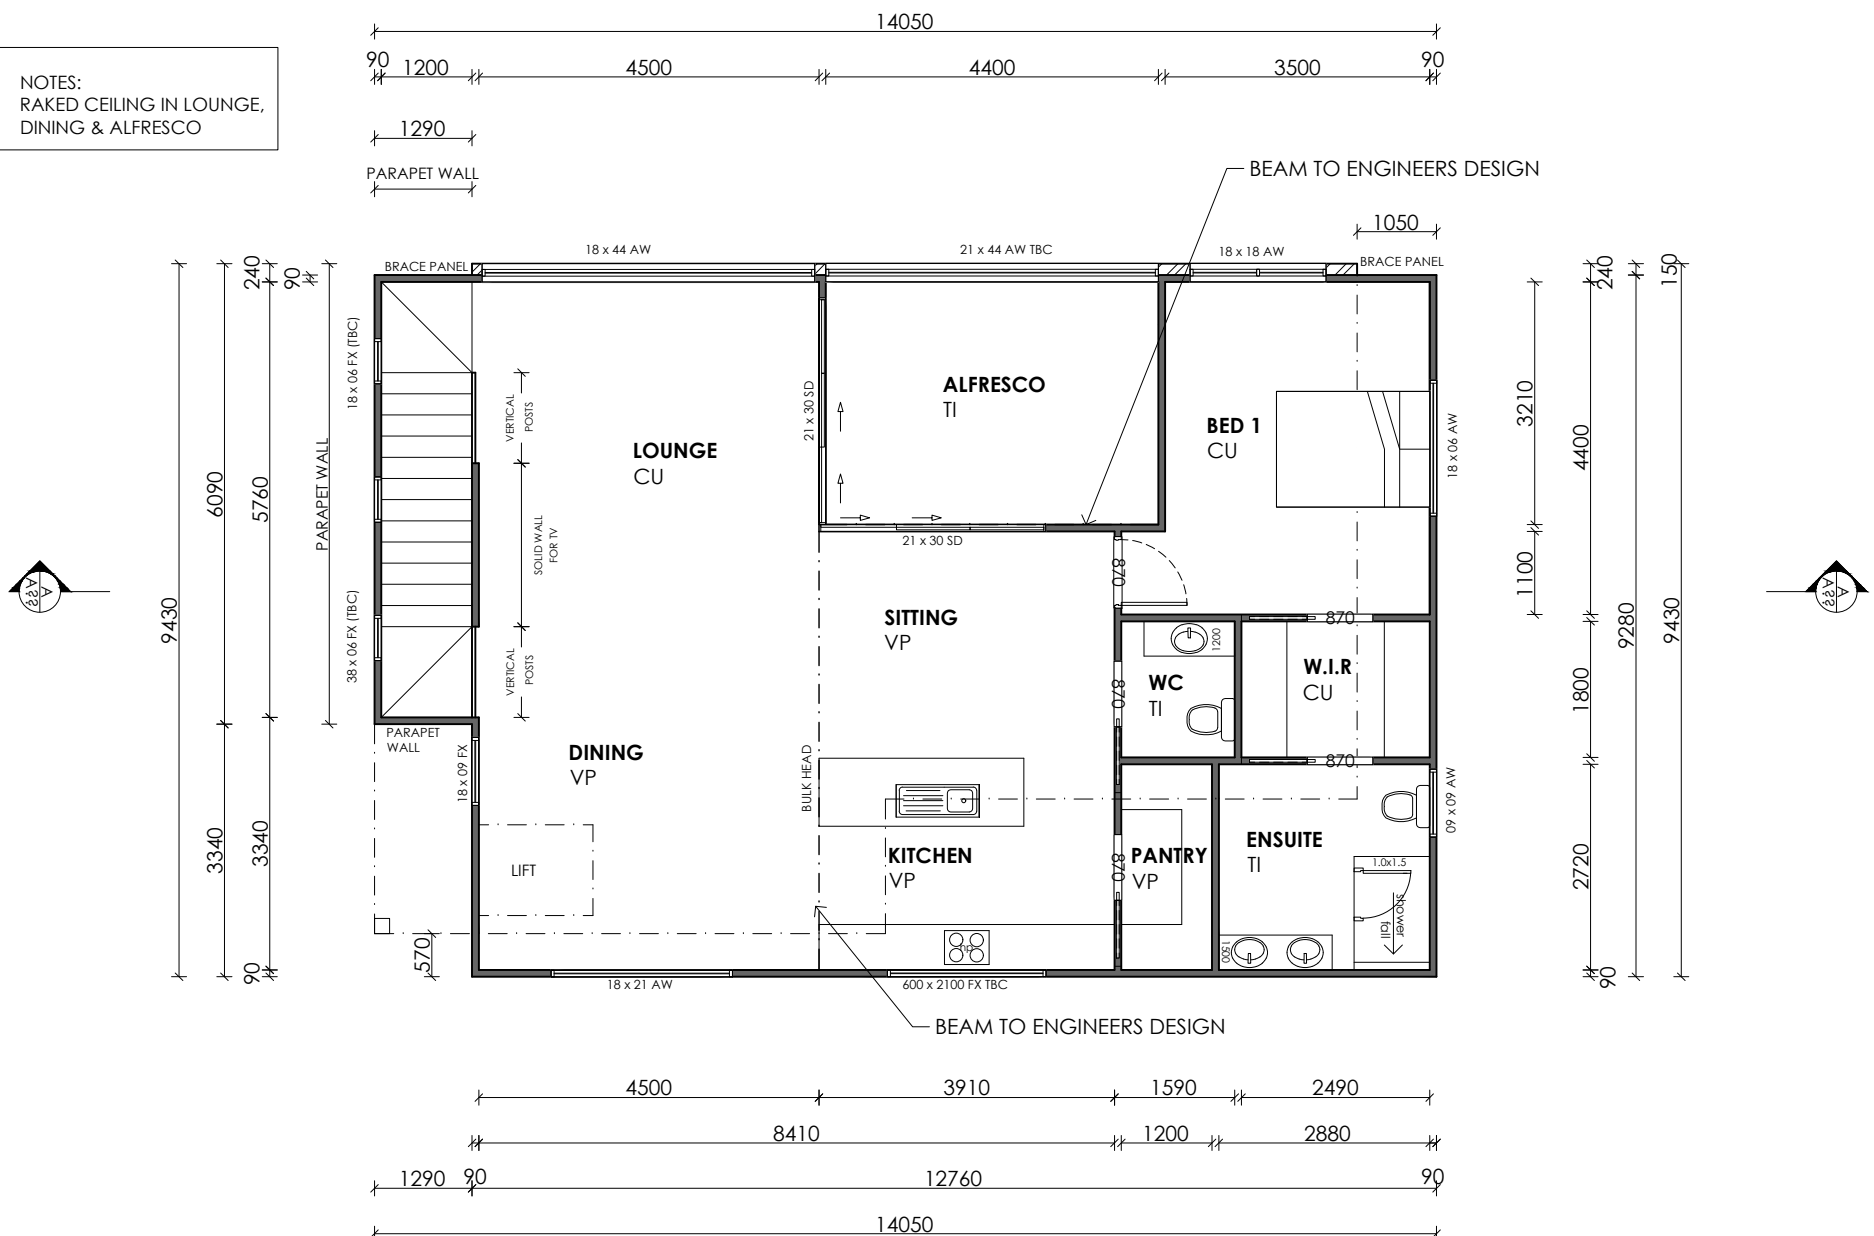 14050
90
1200
4500
4400
3500
90
NOTES:
RAKED CEILING IN LOUNGE,
DINING & ALFRESCO
1290
PARAPET WALL
BEAM TO ENGINEERS DESIGN
1050
18 x 44 AW
21 x 44 AW TBC
18 x 18 AW
BRACE PANEL
BRACE PANEL
240
90
240
150
18 x 06 FX (TBC)
PARAPET WALL
VERTICAL
POSTS
21 x 30 SD
ALFRESCO
TI
LOUNGE
CU
BED 1
CU
18 x 06 AW
3210
4400
6090
5760
SOLID WALL
FOR TV
21 x 30 SD
870
1100
A
A??
A
A??
9430
9280
9430
38 x 06 FX (TBC)
SITTING
VP
870
1200
WC
TI
870
W.I.R
CU
1800
VERTICAL
POSTS
PARAPET
WALL
DINING
VP
18 x 09 FX
BULK HEAD
870
09 x 09 AW
3340
3340
LIFT
KITCHEN
VP
870
PANTRY
VP
ENSUITE
TI
1.0x1.5
shower
fall
2720
570
90
hp
1500
90
18 x 21 AW
600 x 2100 FX TBC
BEAM TO ENGINEERS DESIGN
4500
3910
1590
2490
8410
1200
2880
1290
90
12760
90
14050